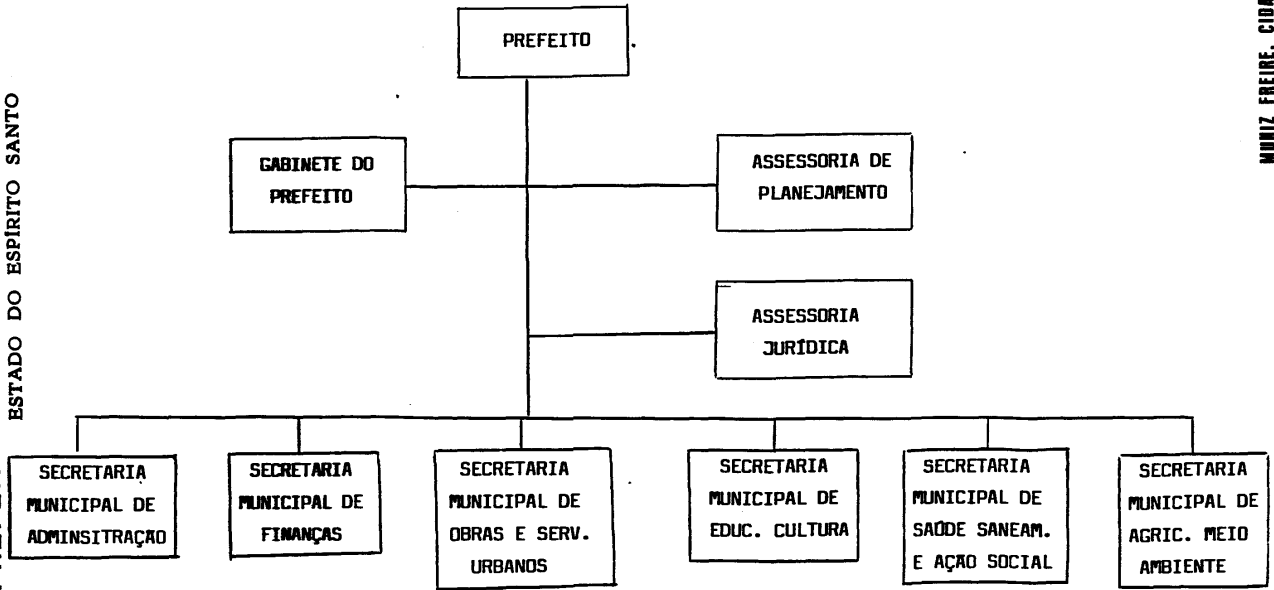 PREFEITO
MUNIZ FREIRE,
ESTADO DO ESPÍRITO SANTO
GABINETE DO
PREFEITO
ASSESSORIA DE
PLANEJAMENTO
ASSESSORIA
JURÍDICA
SECRETARIA
MUNICIPAL DE
ADMINSITRAÇÃO
SECRETARIA
MUNICIPAL DE
FINANÇAS
SECRETARIA
MUNICIPAL DE
OBRAS E SERV.
URBANOS
SECRETARIA
MUNICIPAL DE
EDUC. CULTURA
SECRETARIA
MUNICIPAL DE
SAÚDE SANEAM.
E AÇÃO SOCIAL
SECRETARIA
MUNICIPAL DE
AGRIC. MEIO
AMBIENTE